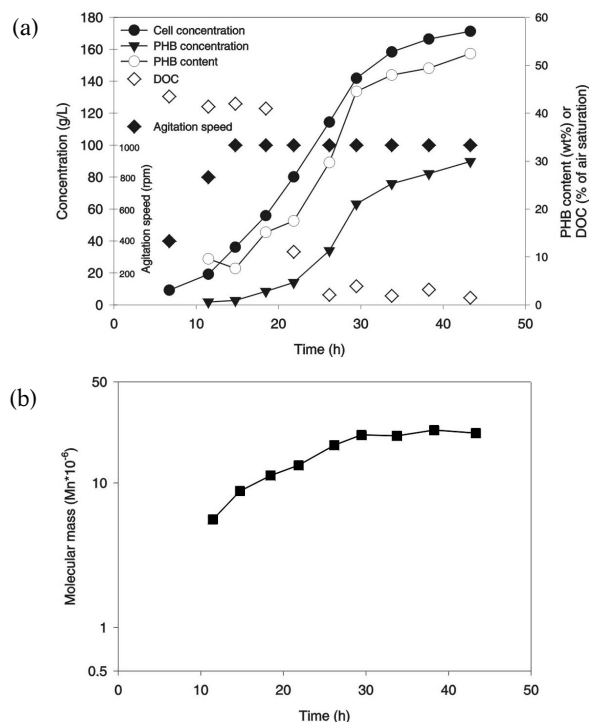 (a)
Cell concentration
PHB concentration
PHB content
DOC
Agitation speed
Concentration (g/L)
180
160
140
120
100
80
60
40
20
0
Agitation speed (rpm)
1000
800
600
400
200
PHB content (wt%) or
DOC (% of air saturation)
60
50
40
30
20
10
0
0 10 20 30 40 50
Time (h)
(b)
Molecular mass (Mn*10⁻⁶)
50
10
1
0.5
0 10 20 30 40 50
Time (h)